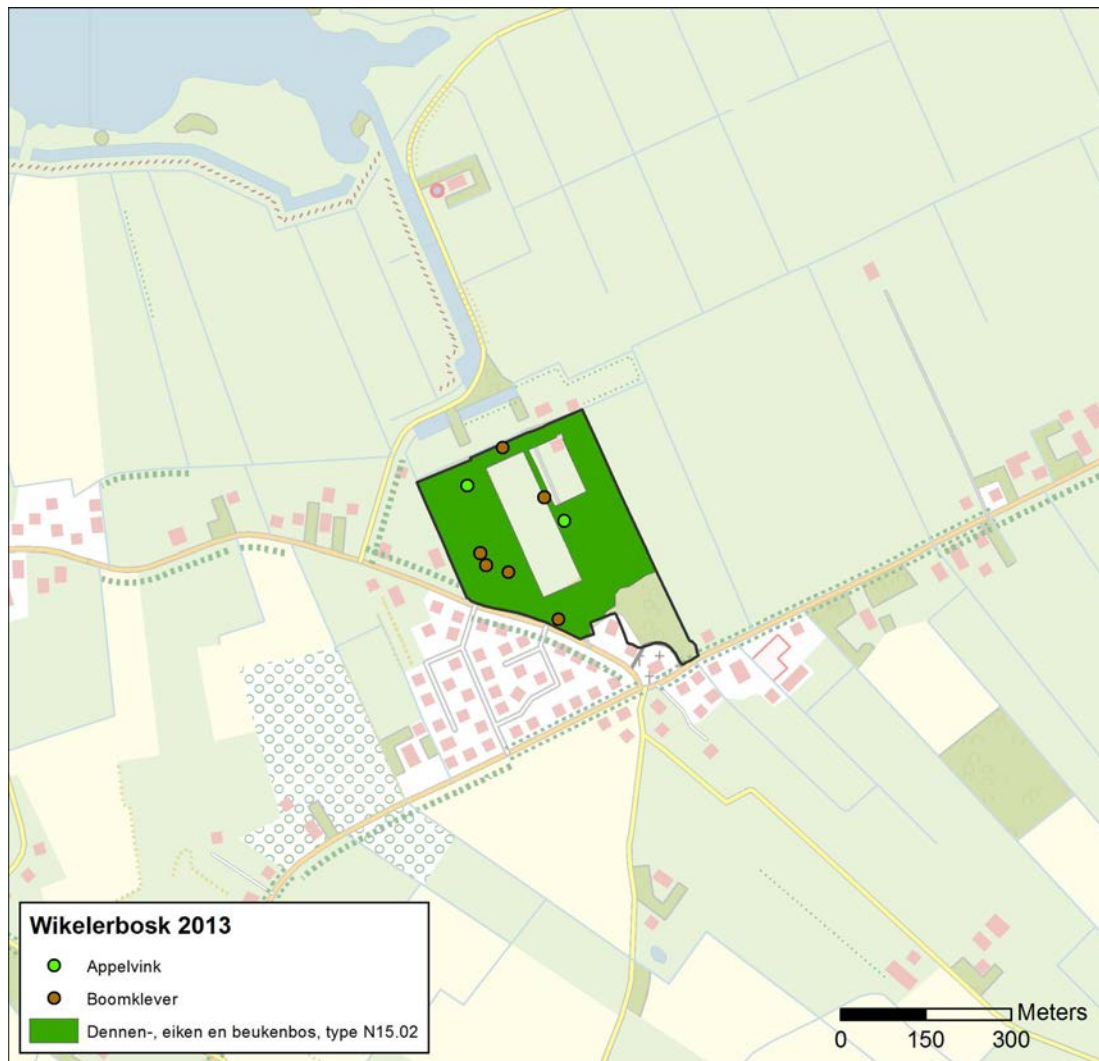 Wikelerbosk 2013
Appelvink
Boomklever
Dennen-, eiken en beukenbos, type N15.02
Meters
0 150 300